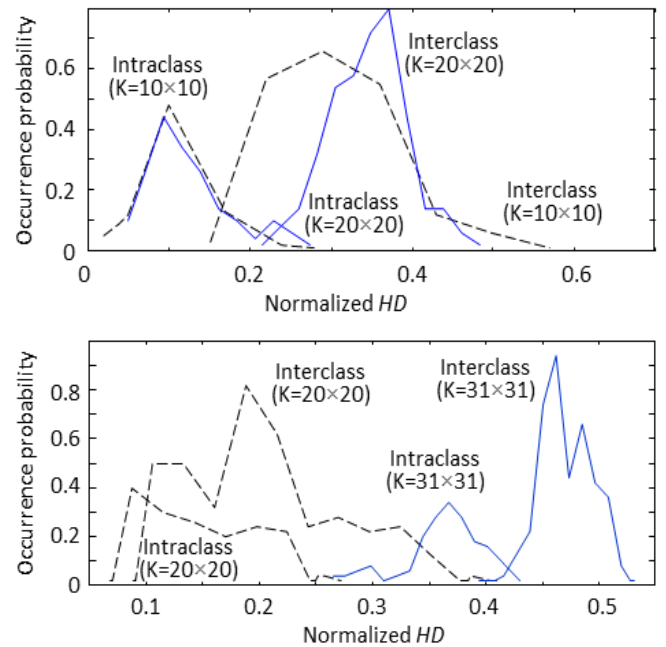 Occurrence probability
0.6
0.4
0.2
0
Intraclass
(K=10×10)
Interclass
(K=20×20)
Intraclass
(K=20×20)
Interclass
(K=10×10)
0 0.2 0.4 0.6
Normalized HD
Occurrence probability
0.8
0.6
0.4
0.2
0
Interclass
(K=20×20)
Interclass
(K=31×31)
Intraclass
(K=31×31)
Intraclass
(K=20×20)
0.1 0.2 0.3 0.4 0.5
Normalized HD